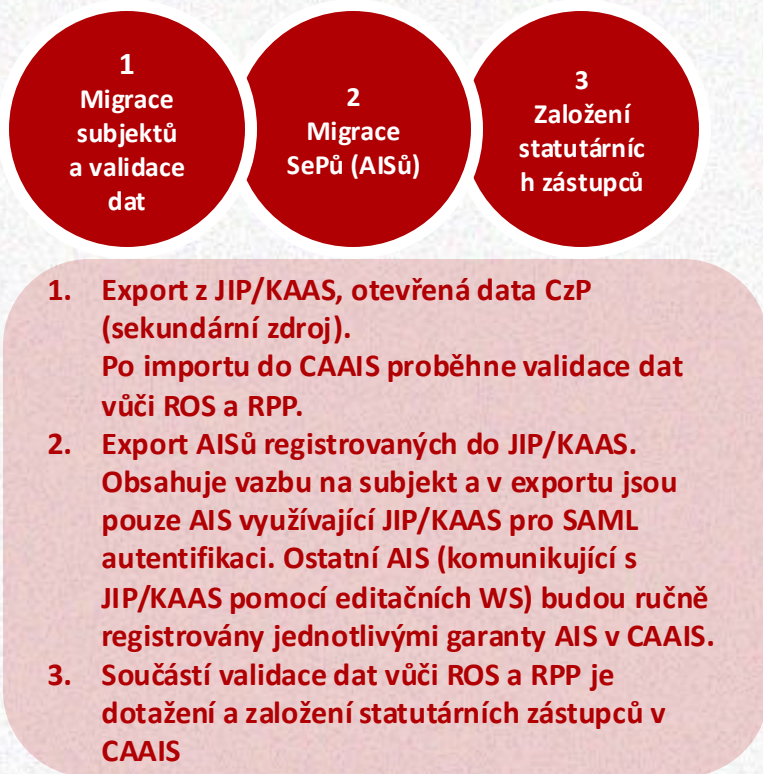 1
Migrace
subjektů
a validace
dat
2
Migrace
SePů (AISů)
3
Založení
statutárníc
h zástupců
1. Export z JIP/KAAS, otevřená data CzP
(sekundární zdroj).
Po importu do CAAIS proběhne validace dat
vůči ROS a RPP.
2. Export AISů registrovaných do JIP/KAAS.
Obsahuje vazbu na subjekt a v exportu jsou
pouze AIS využívající JIP/KAAS pro SAML
autentifikaci. Ostatní AIS (komunikující s
JIP/KAAS pomocí editačních WS) budou ručně
registrovány jednotlivými garanty AIS v CAAIS.
3. Součástí validace dat vůči ROS a RPP je
dotažení a založení statutárních zástupců v
CAAIS